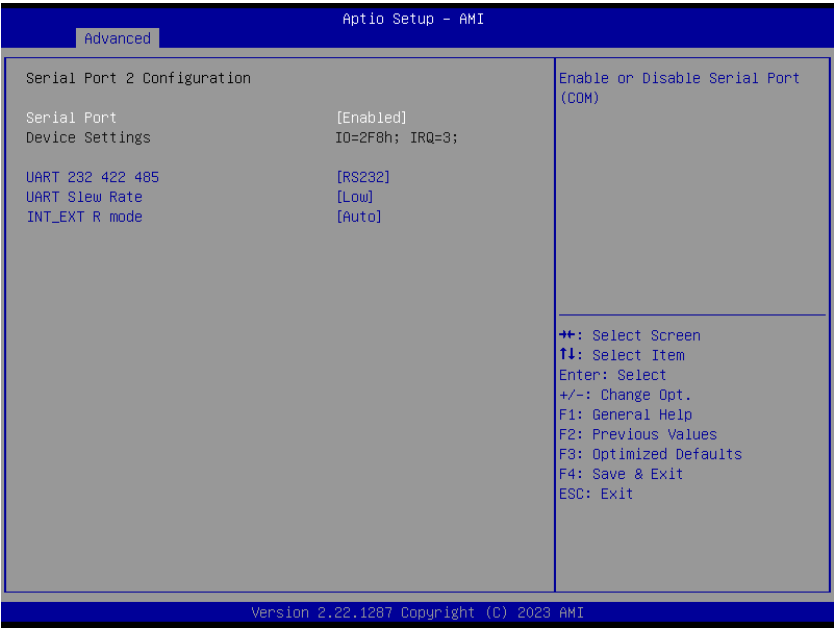 Aptio Setup – AMI
Advanced
Serial Port 2 Configuration
Serial Port [Enabled]
Device Settings IO=2F8h; IRQ=3;
UART 232 422 485 [RS232]
UART Slew Rate [Low]
INT_EXT R mode [Auto]
Enable or Disable Serial Port
(COM)
→←: Select Screen
↑↓: Select Item
Enter: Select
+/-: Change Opt.
F1: General Help
F2: Previous Values
F3: Optimized Defaults
F4: Save & Exit
ESC: Exit
Version 2.22.1287 Copyright (C) 2023 AMI